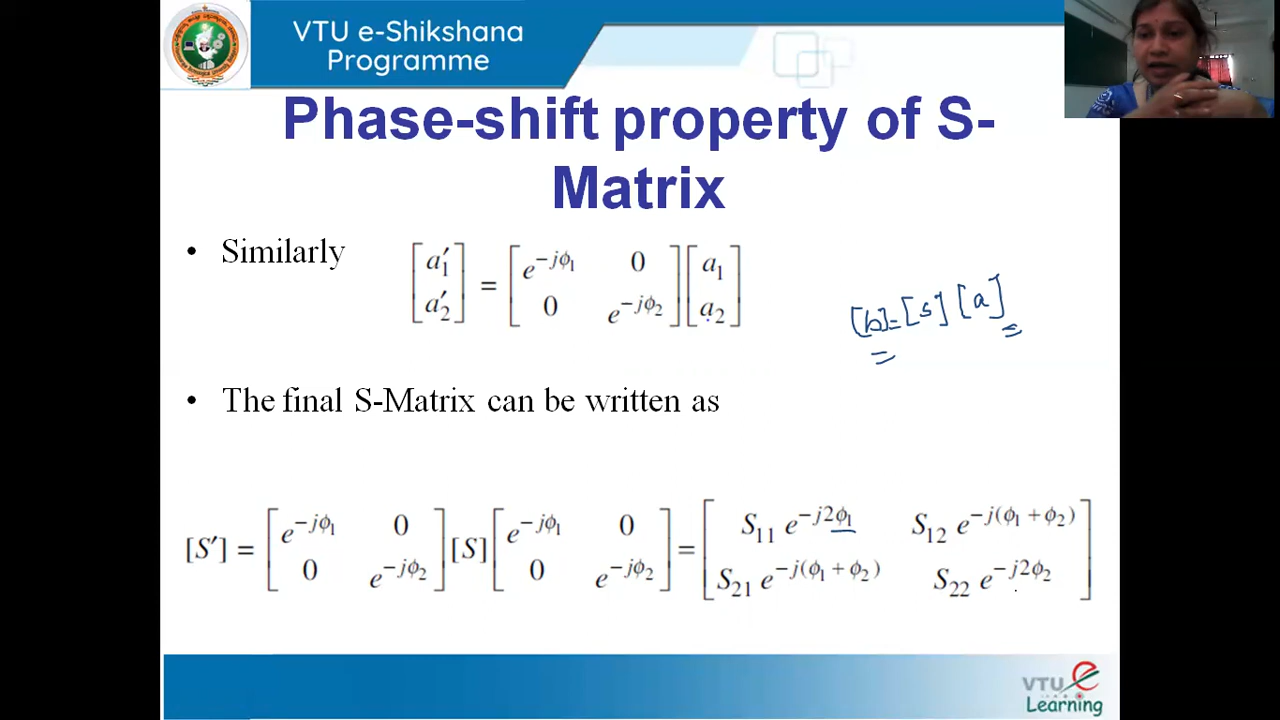 VTU e-Shikshana
Programme
Phase-shift property of S-
Matrix
• Similarly [a′₁ a′₂] = [e^−jϕ₁ 0 0 e^−jϕ₂] [a₁ a₂]
[b]=[s] [a]
• The final S-Matrix can be written as
[S′] = [e^−jϕ₁ 0 0 e^−jϕ₂] [S] [e^−jϕ₁ 0 0 e^−jϕ₂] = [S₁₁ e^−j2ϕ₁ S₁₂ e^−j(ϕ₁ +ϕ₂) S₂₁ e^−j(ϕ₁ +ϕ₂) S₂₂ e^−j2ϕ₂]
VTU e
Learning